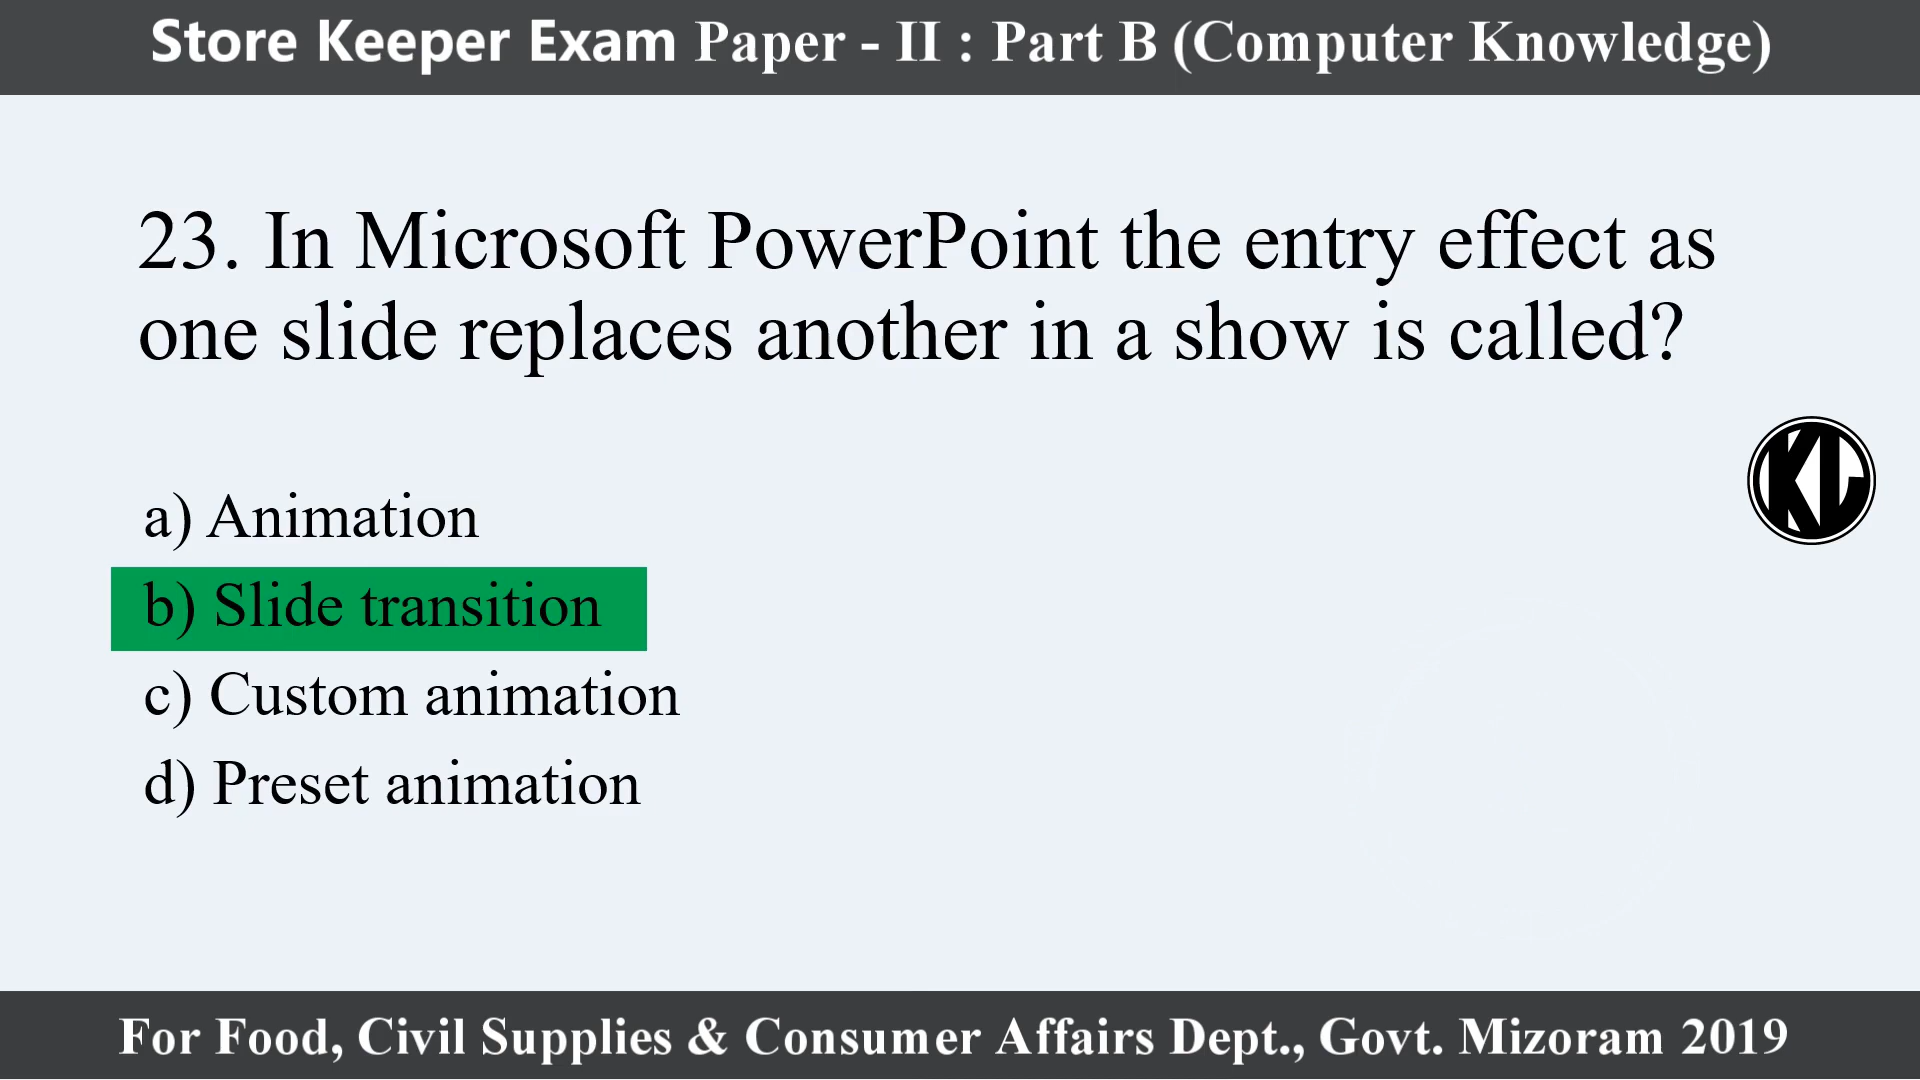 Store Keeper Exam Paper - II : Part B (Computer Knowledge)
23. In Microsoft PowerPoint the entry effect as
one slide replaces another in a show is called?
KL
a) Animation
b) Slide transition
c) Custom animation
d) Preset animation
For Food, Civil Supplies & Consumer Affairs Dept., Govt. Mizoram 2019